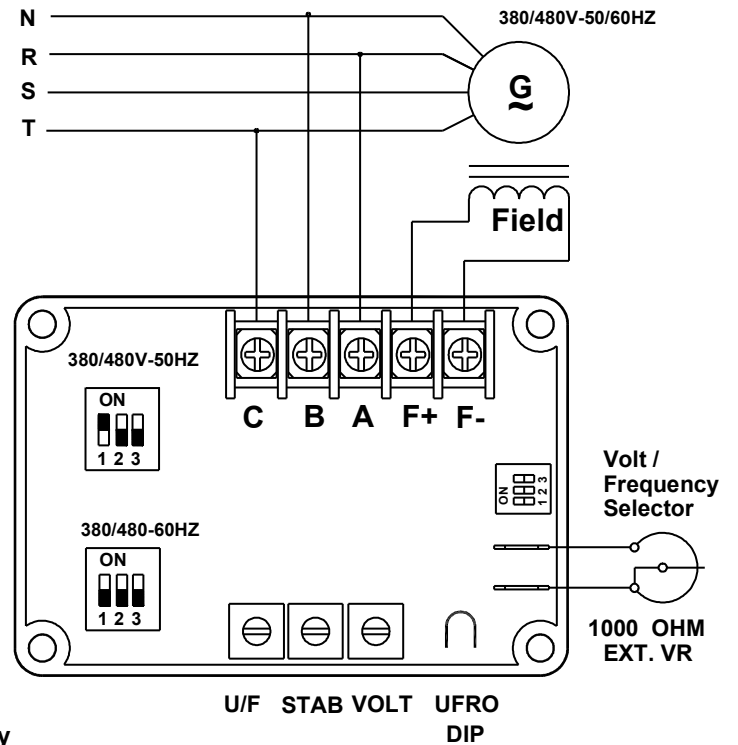 380/480V-50/60HZ
N
R
S
T
G
~
Field
380/480V-50HZ
ON
1 2 3
C B A F+ F-
ON
1 2 3
Volt /
Frequency
Selector
380/480-60HZ
ON
1 2 3
1000 OHM
EXT. VR
U/F STAB VOLT UFRO
DIP
y